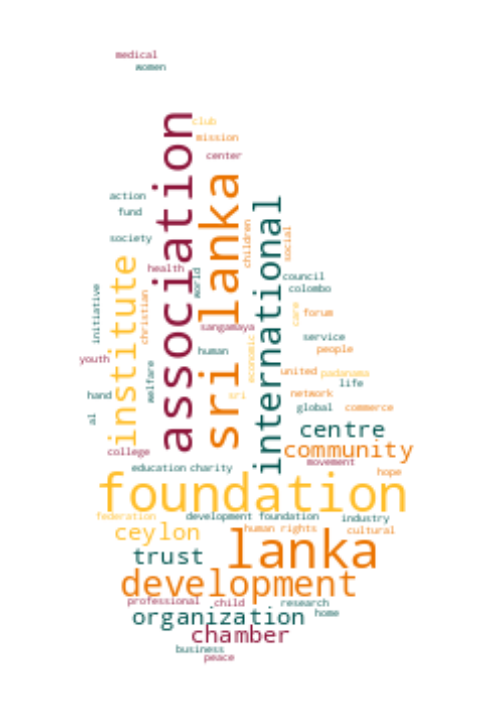 medical
women
club
mission
center
association
sri lanka
action
fund
international
children
social
society
institute
health
world
council
colombo
initiative
christian
care
forum
sangamaya
service
human
economic
people
youth
welfare
united
padanama
life
hand
sri
network
al
global
commerce
centre
college
community
movement
education
charity
hope
foundation
federation
development foundation
industry
ceylon
human rights
cultural
lanka
trust
development
professional
child
research
organization
home
chamber
business
peace